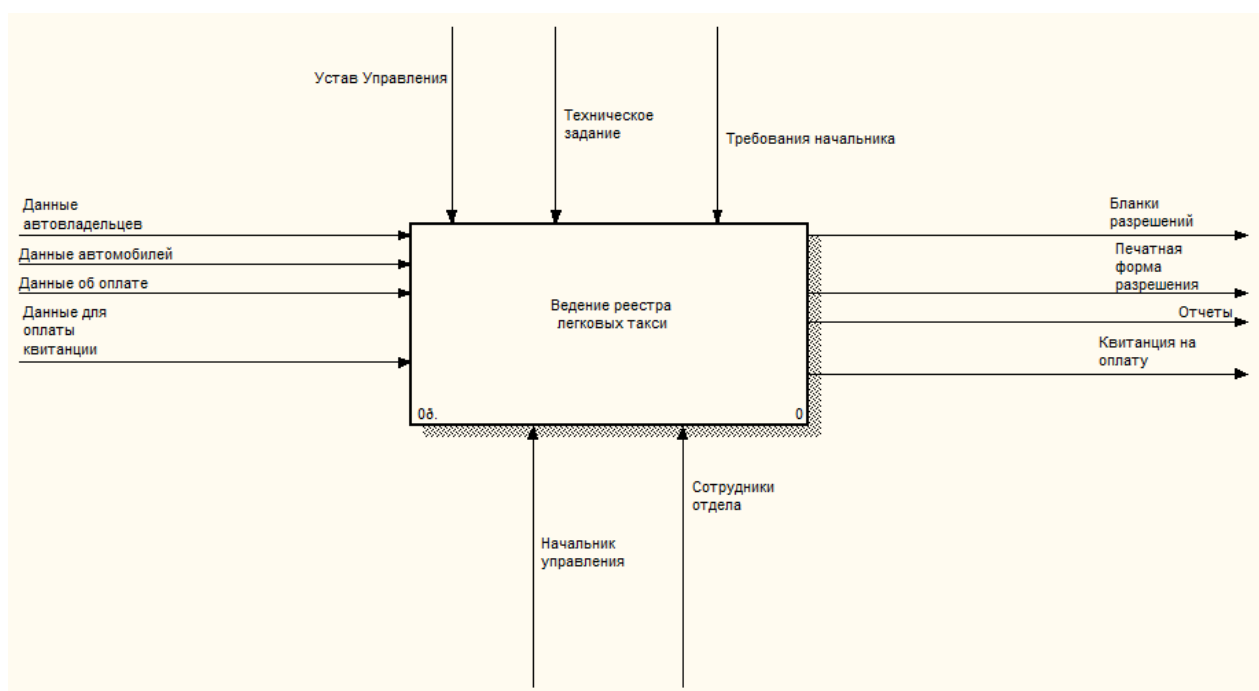 Устав Управления
Техническое
задание
Требования начальника
Данные
автовладельцев
Данные автомобилей
Данные об оплате
Данные для
оплаты
квитанции
Ведение реестра
легковых такси
0ð.
0
Бланки
разрешений
Печатная
форма
разрешения
Отчеты
Квитанция на
оплату
Сотрудники
отдела
Начальник
управления